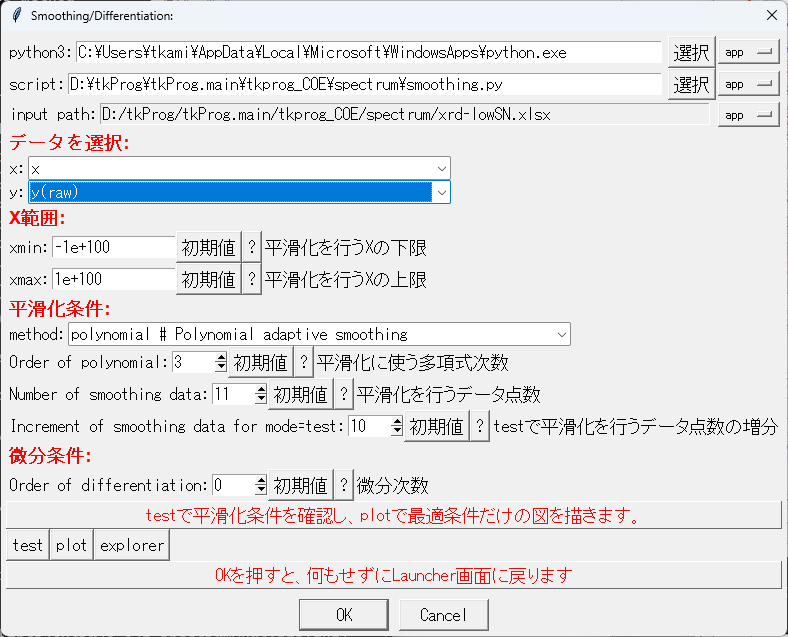 Smoothing/Differentiation:
python3: C:¥Users¥tkami¥AppData¥Local¥Microsoft¥WindowsApps¥python.exe 選択 app
script: D:¥tkProg¥tkProg.main¥tkprog_COE¥spectrum¥smoothing.py 選択 app
input path: D:/tkProg/tkProg.main/tkprog_COE/spectrum/xrd-lowSN.xlsx app
データを選択:
x: x
y: y(raw)
X範囲:
xmin: -1e+100 初期値 ? 平滑化を行うXの下限
xmax: 1e+100 初期値 ? 平滑化を行うXの上限
平滑化条件:
method: polynomial # Polynomial adaptive smoothing
Order of polynomial: 3 初期値 ? 平滑化に使う多項式次数
Number of smoothing data: 11 初期値 ? 平滑化を行うデータ点数
Increment of smoothing data for mode=test: 10 初期値 ? testで平滑化を行うデータ点数の増分
微分条件:
Order of differentiation: 0 初期値 ? 微分次数
testで平滑化条件を確認し、plotで最適条件だけの図を描きます。
test plot explorer
OKを押すと、何もせずにLauncher画面に戻ります
OK Cancel